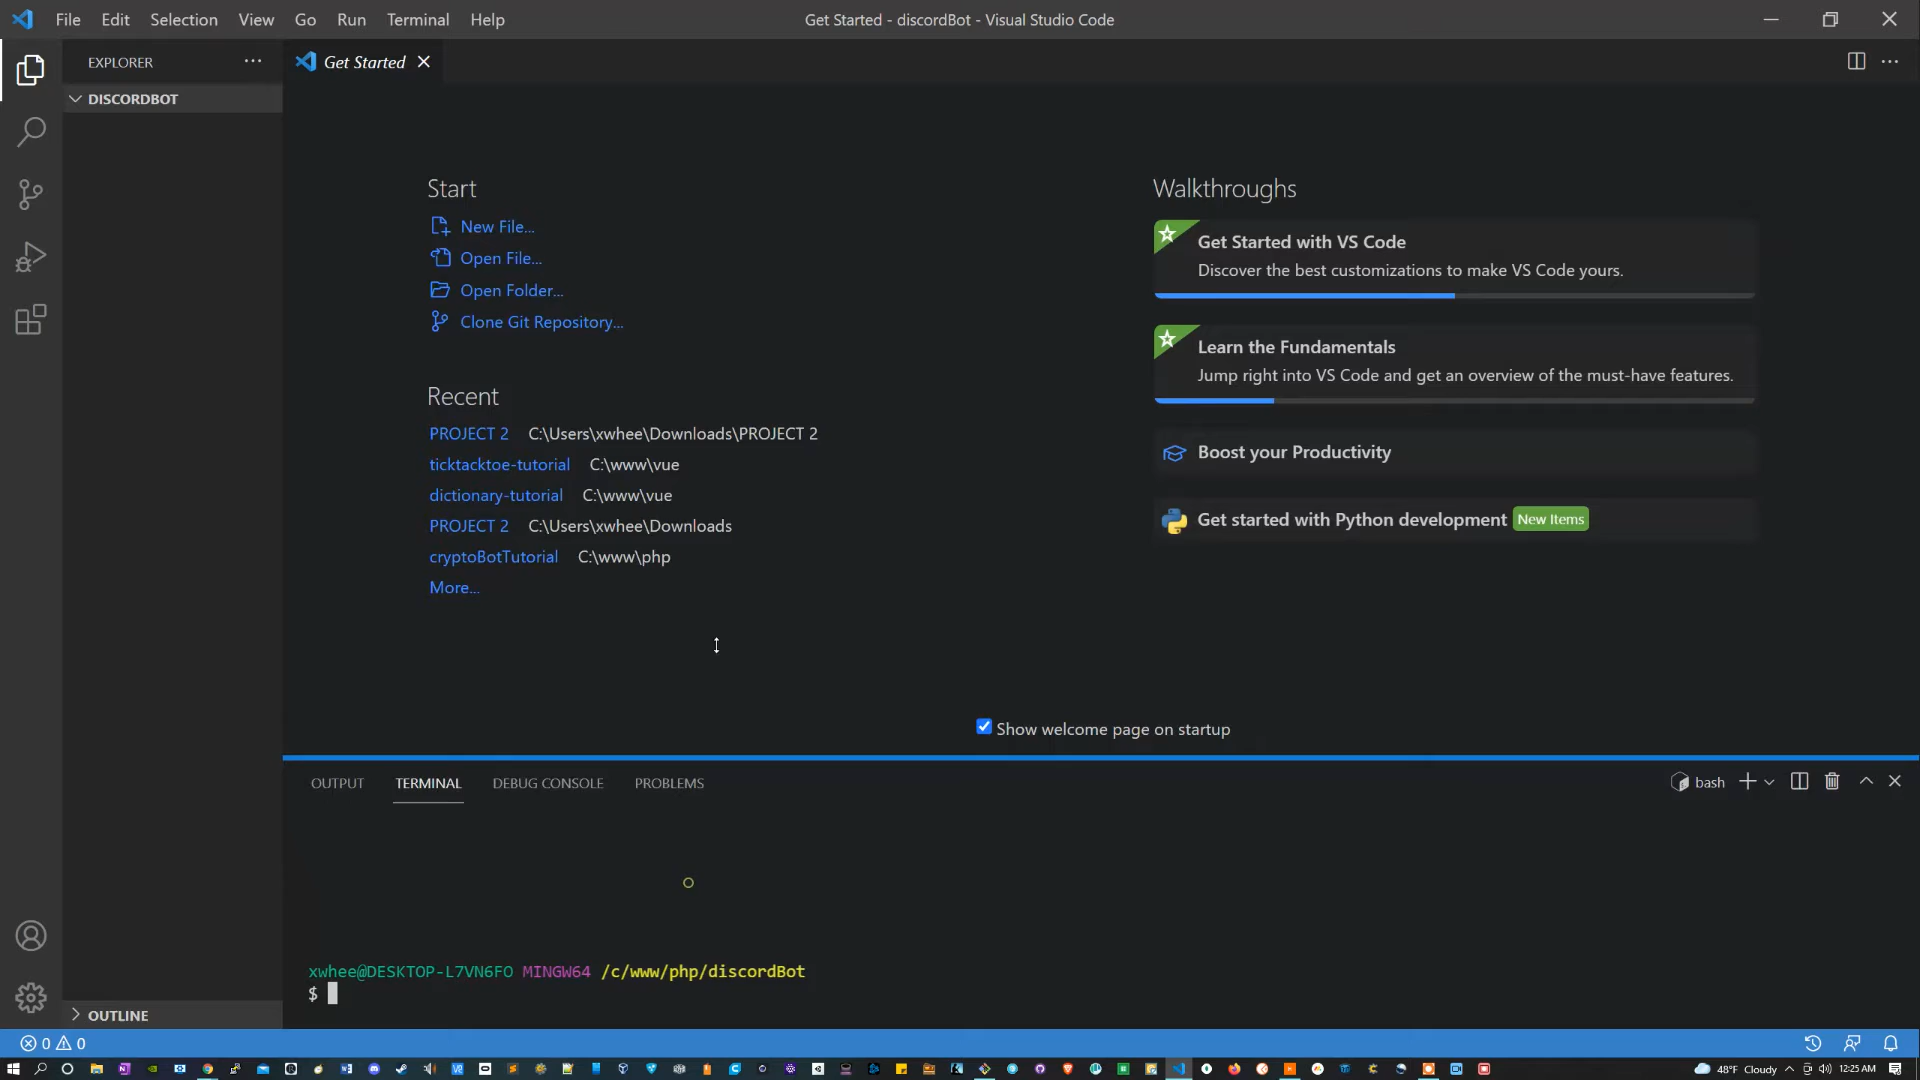 File Edit Selection View Go Run Terminal Help
Get Started - discordBot - Visual Studio Code
EXPLORER
Get Started
DISCORDBOT
Start
New File...
Open File...
Open Folder...
Clone Git Repository...
Recent
PROJECT 2 C:\Users\xwhee\Downloads\PROJECT 2
ticktacktoe-tutorial C:\www\vue
dictionary-tutorial C:\www\vue
PROJECT 2 C:\Users\xwhee\Downloads
cryptoBotTutorial C:\www\php
More...
Walkthroughs
Get Started with VS Code
Discover the best customizations to make VS Code yours.
Learn the Fundamentals
Jump right into VS Code and get an overview of the must-have features.
Boost your Productivity
Get started with Python development New Items
Show welcome page on startup
OUTPUT TERMINAL DEBUG CONSOLE PROBLEMS
bash
xwhee@DESKTOP-L7VN6FO MINGW64 /c/www/php/discordBot
$
OUTLINE
0 0
48°F Cloudy 12:25 AM